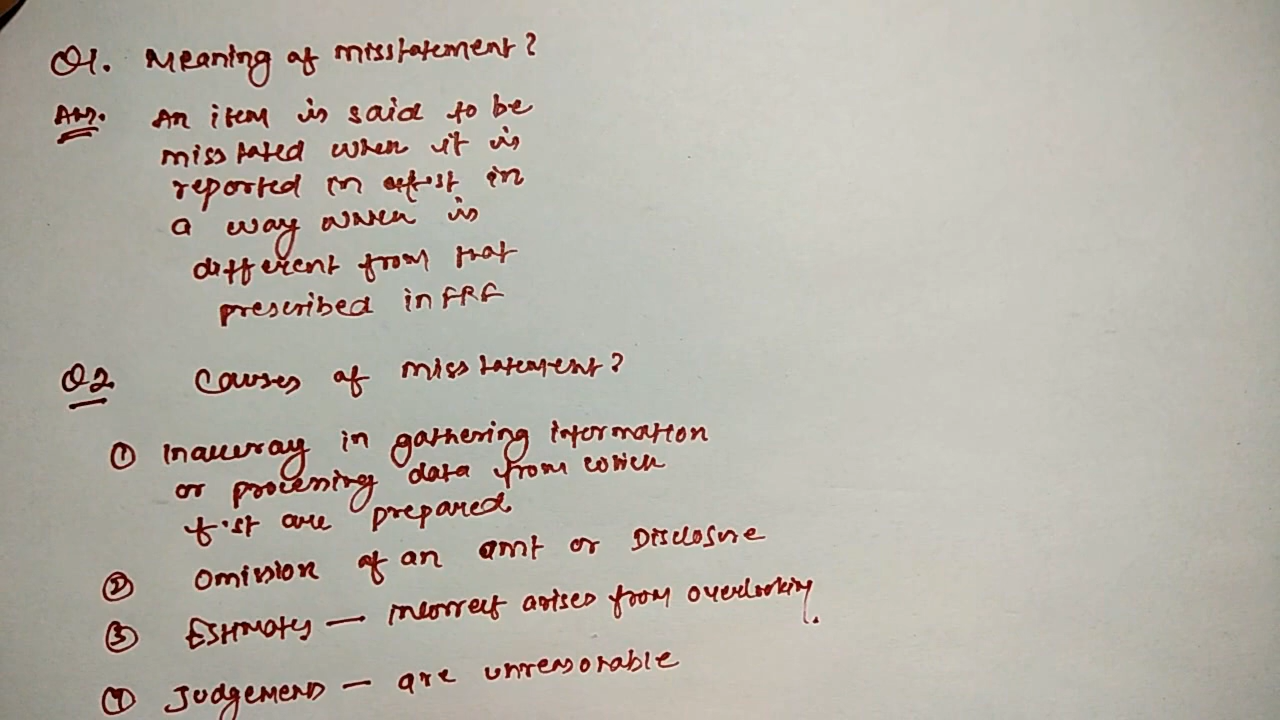 Q1. Meaning of misstatement?
Ans. An item is said to be
misstated when it is
reported in f.st in
a way which is
different from that
prescribed in FRF
Q2 Causes of misstatement?
① Inaccuracy in gathering information
or processing data from which
f.st are prepared.
② Omission of an amt or Disclosure
③ Estimates — incorrect arises from overlooking.
④ Judgements — are unreasonable